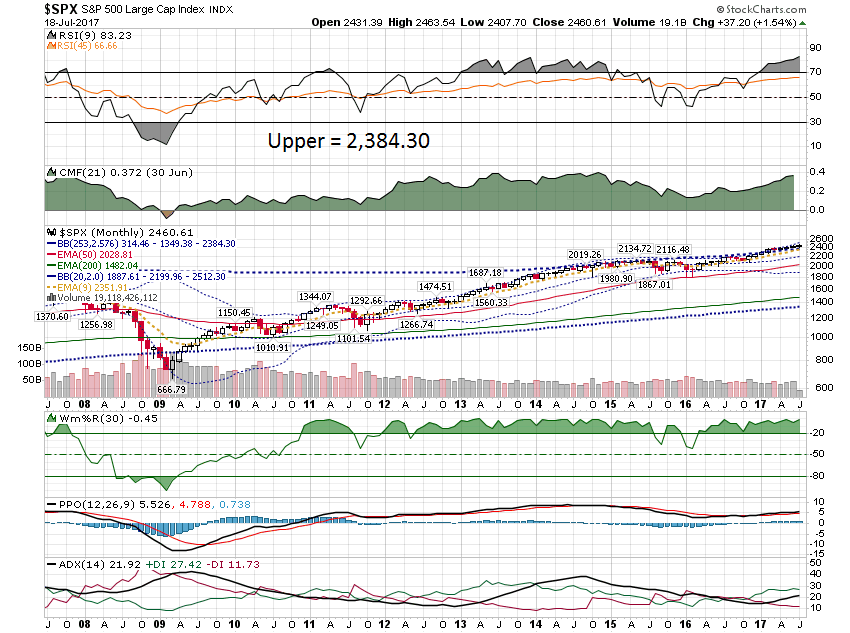 $SPX S&P 500 Large Cap Index INDX
© StockCharts.com
18-Jul-2017
Open 2431.39 High 2463.54 Low 2407.70 Close 2460.61 Volume 19.1B Chg +37.20 (+1.54%)
RSI(9) 83.23
RSI(45) 66.66
90
70
50
30
10
Upper = 2,384.30
CMF(21) 0.372 (30 Jun)
0.4
0.2
0.0
$SPX (Monthly) 2460.61
BB(253,2.576) 314.46 - 1349.38 - 2384.30
EMA(50) 2028.81
EMA(200) 1482.04
BB(20,2.0) 1887.61 - 2199.96 - 2512.30
EMA(9) 2351.91
Volume 19,118,426,112
2600
2400
2200
2000
1800
1600
1400
1200
1000
800
600
150B
100B
50B
1370.60
1256.98
666.79
1150.45
1010.91
1344.07
1249.05
1101.54
1292.66
1266.74
1474.51
1687.18
1560.33
2019.26
1980.90
2134.72
1867.01
2116.48
J O 08 A J O 09 A J O 10 A J O 11 A J O 12 A J O 13 A J O 14 A J O 15 A J O 16 A J O 17 A J
Wm%R(30) -0.45
-20
-50
-80
PPO(12,26,9) 5.526, 4.788, 0.738
10
5
0
-5
-10
-15
ADX(14) 21.92 +DI 27.42 -DI 11.73
50
40
30
20
10
J O 08 A J O 09 A J O 10 A J O 11 A J O 12 A J O 13 A J O 14 A J O 15 A J O 16 A J O 17 A J